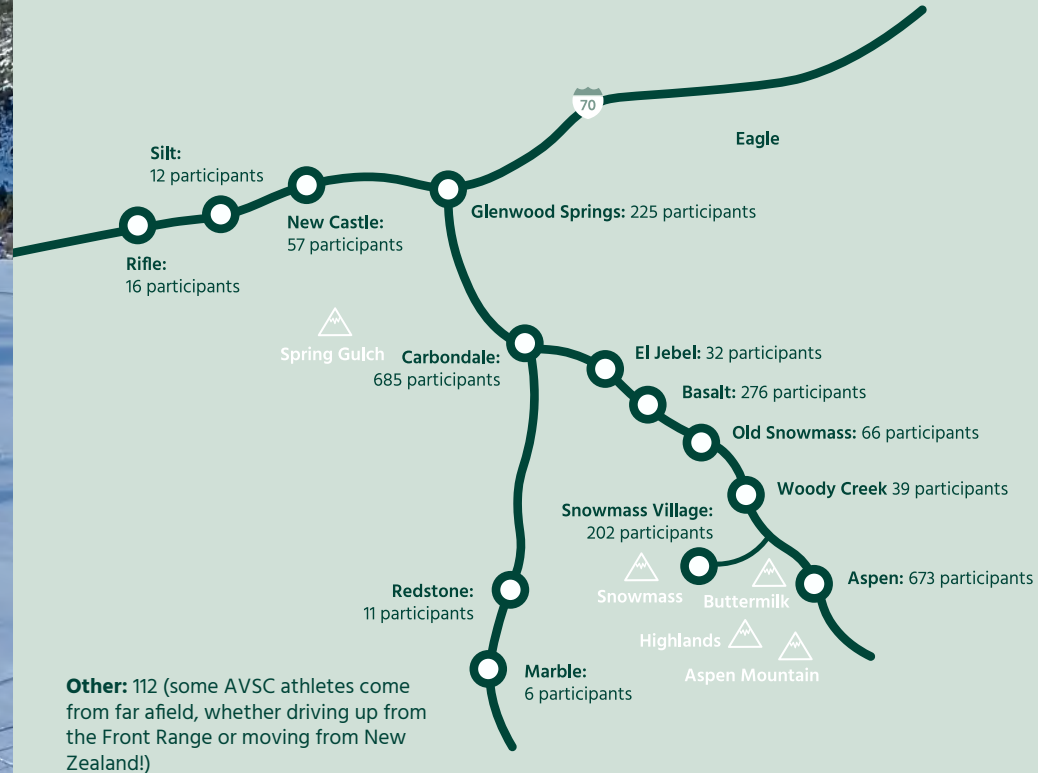 70
Eagle
Silt:
12 participants
New Castle:
57 participants
Glenwood Springs: 225 participants
Rifle:
16 participants
Spring Gulch
Carbondale:
685 participants
El Jebel: 32 participants
Basalt: 276 participants
Old Snowmass: 66 participants
Woody Creek 39 participants
Snowmass Village:
202 participants
Snowmass
Buttermilk
Aspen: 673 participants
Redstone:
11 participants
Highlands
Aspen Mountain
Marble:
6 participants
Other: 112 (some AVSC athletes come
from far afield, whether driving up from
the Front Range or moving from New
Zealand!)